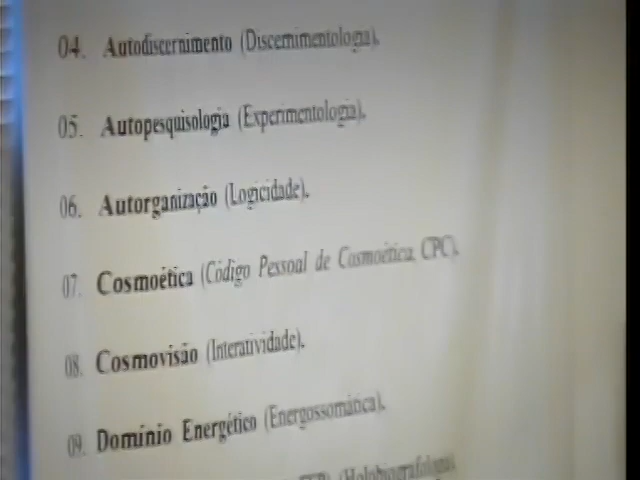 04. Autodiscernimento (Discernimentologia).
05. Autopesquisologia (Experimentologia).
06. Autorganização (Logicidade).
07. Cosmoética (Código Pessoal de Cosmoética, CPC).
08. Cosmovisão (Interatividade).
09. Domínio Energético (Energossomática).
(Holobiografologia